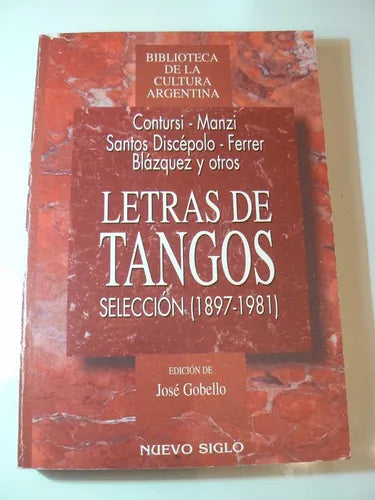 BIBLIOTECA
DE LA
CULTURA
ARGENTINA
Contursi - Manzi
Santos Discépolo - Ferrer
Blázquez y otros
LETRAS DE
TANGOS
SELECCIÓN (1897-1981)
EDICIÓN DE
José Gobello
NUEVO SIGLO